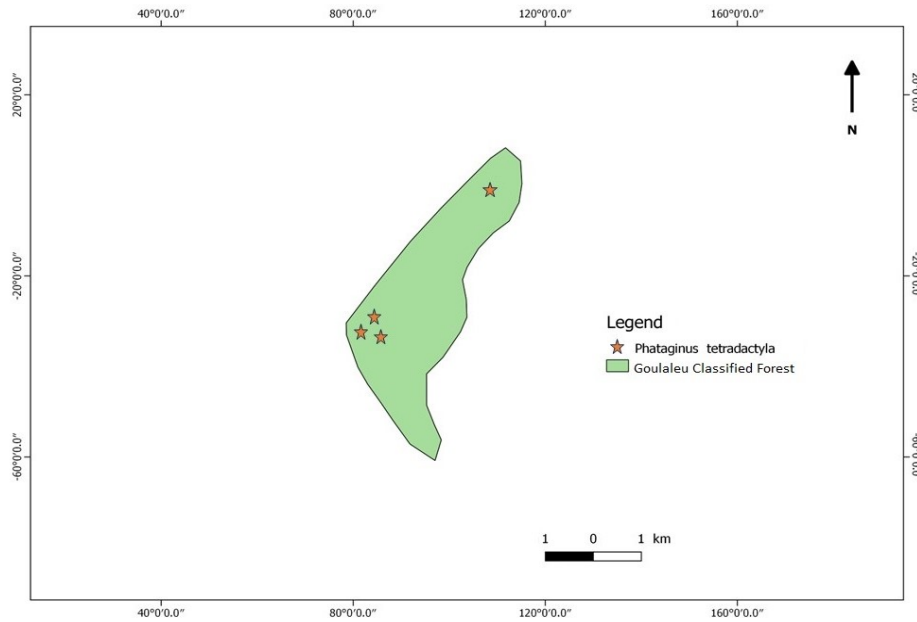 40°0'0.0" 80°0'0.0" 120°0'0.0" 160°0'0.0"
20°0'0.0"
N
-20°0'0.0"
Legend
Phataginus tetradactyla
Goulaleu Classified Forest
-60°0'0.0"
1 0 1 km
40°0'0.0" 80°0'0.0" 120°0'0.0" 160°0'0.0"